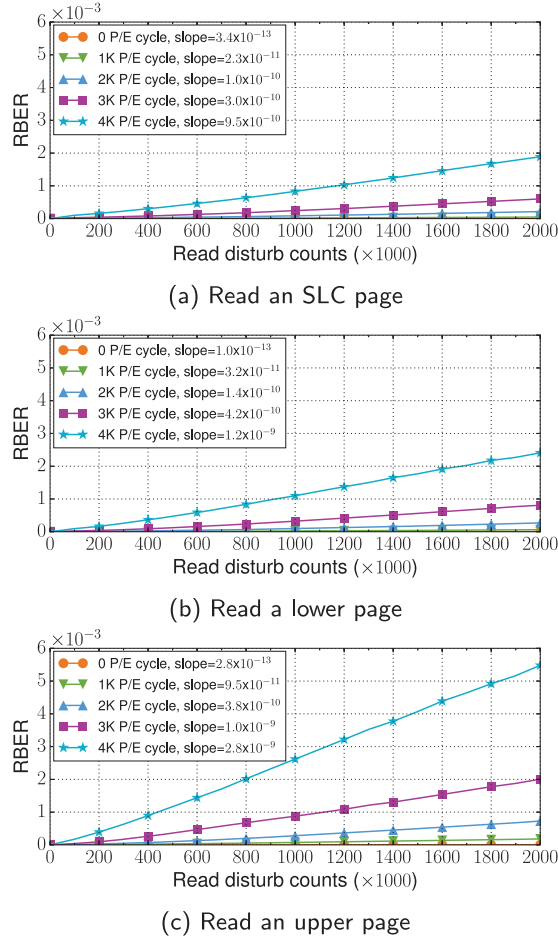 ×10⁻³
6
5
4
3
2
1
0
RBER
0 P/E cycle, slope=3.4x10⁻¹³
1K P/E cycle, slope=2.3x10⁻¹¹
2K P/E cycle, slope=1.0x10⁻¹⁰
3K P/E cycle, slope=3.0x10⁻¹⁰
4K P/E cycle, slope=9.5x10⁻¹⁰
0 200 400 600 800 1000 1200 1400 1600 1800 2000
Read disturb counts (×1000)
(a) Read an SLC page
×10⁻³
6
5
4
3
2
1
0
RBER
0 P/E cycle, slope=1.0x10⁻¹³
1K P/E cycle, slope=3.2x10⁻¹¹
2K P/E cycle, slope=1.4x10⁻¹⁰
3K P/E cycle, slope=4.2x10⁻¹⁰
4K P/E cycle, slope=1.2x10⁻⁹
0 200 400 600 800 1000 1200 1400 1600 1800 2000
Read disturb counts (×1000)
(b) Read a lower page
×10⁻³
6
5
4
3
2
1
0
RBER
0 P/E cycle, slope=2.8x10⁻¹³
1K P/E cycle, slope=9.5x10⁻¹¹
2K P/E cycle, slope=3.8x10⁻¹⁰
3K P/E cycle, slope=1.0x10⁻⁹
4K P/E cycle, slope=2.8x10⁻⁹
0 200 400 600 800 1000 1200 1400 1600 1800 2000
Read disturb counts (×1000)
(c) Read an upper page